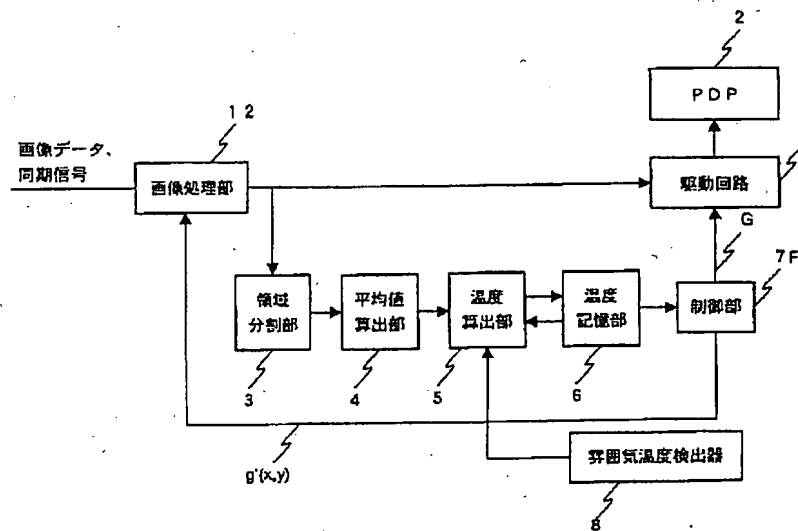 2
PDP
12
画像データ、
同期信号
画像処理部
駆動回路
G
7F
領域
分割部
平均値
算出部
温度
算出部
温度
記憶部
制御部
3
4
5
6
g'(x,y)
雰囲気温度検出器
8